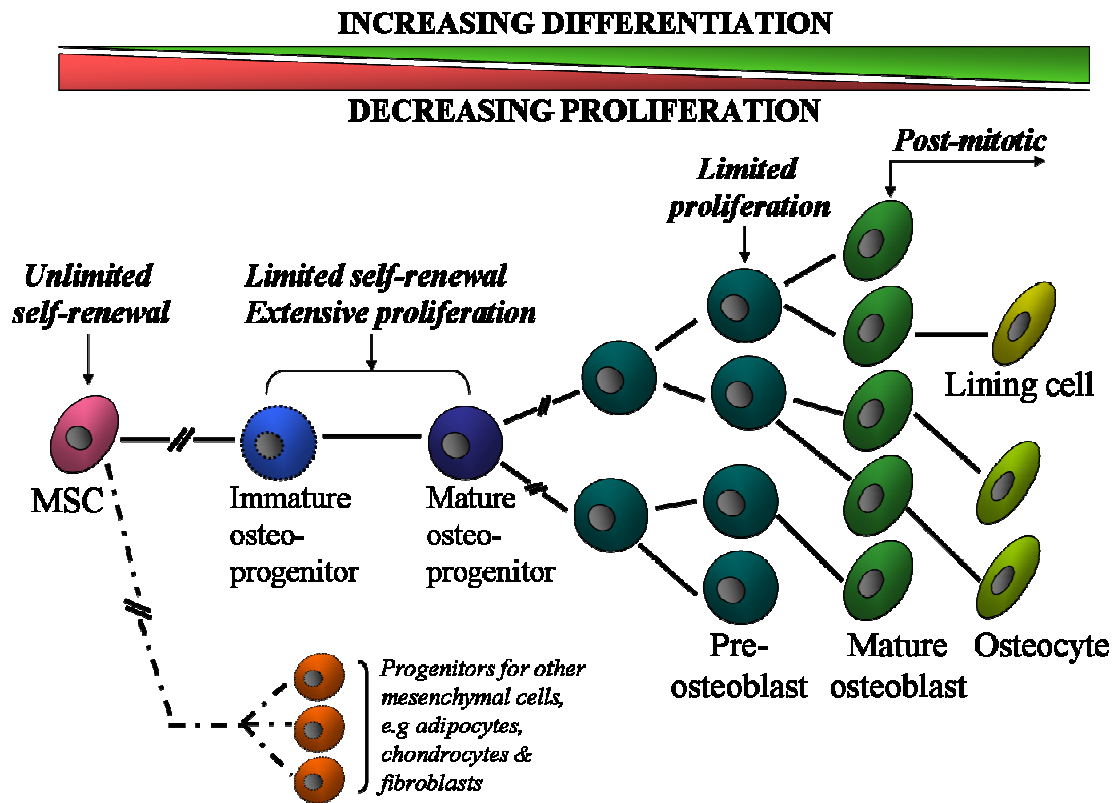 INCREASING DIFFERENTIATION
DECREASING PROLIFERATION
Post-mitotic
Limited
proliferation
Unlimited
self-renewal
Limited self-renewal
Extensive proliferation
Lining cell
MSC
Immature
osteo-
progenitor
Mature
osteo-
progenitor
Pre-
osteoblast
Mature
osteoblast
Osteocyte
Progenitors for other
mesenchymal cells,
e.g adipocytes,
chondrocytes &
fibroblasts